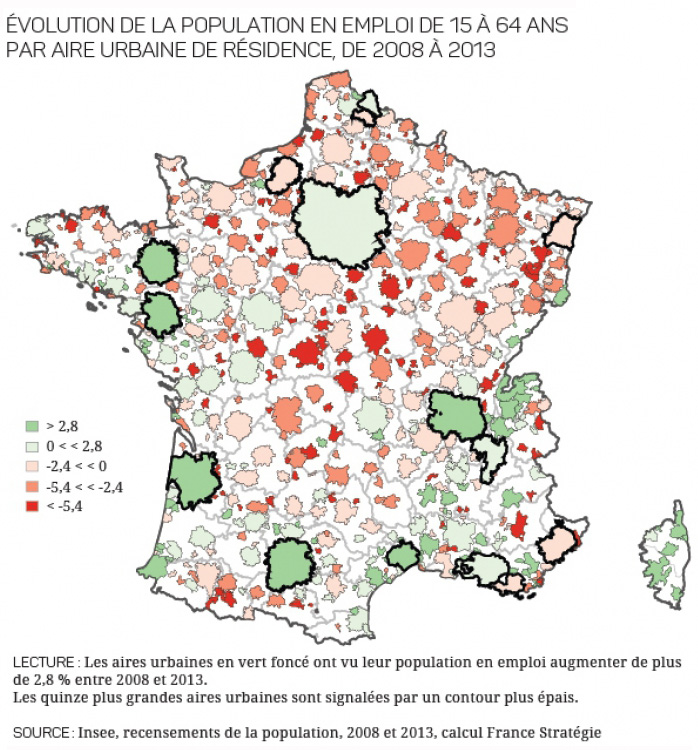 ÉVOLUTION DE LA POPULATION EN EMPLOI DE 15 À 64 ANS
PAR AIRE URBAINE DE RÉSIDENCE, DE 2008 À 2013
> 2,8
0 < < 2,8
-2,4 < < 0
-5,4 < < -2,4
< -5,4
LECTURE : Les aires urbaines en vert foncé ont vu leur population en emploi augmenter de plus
de 2,8 % entre 2008 et 2013.
Les quinze plus grandes aires urbaines sont signalées par un contour plus épais.
SOURCE : Insee, recensements de la population, 2008 et 2013, calcul France Stratégie